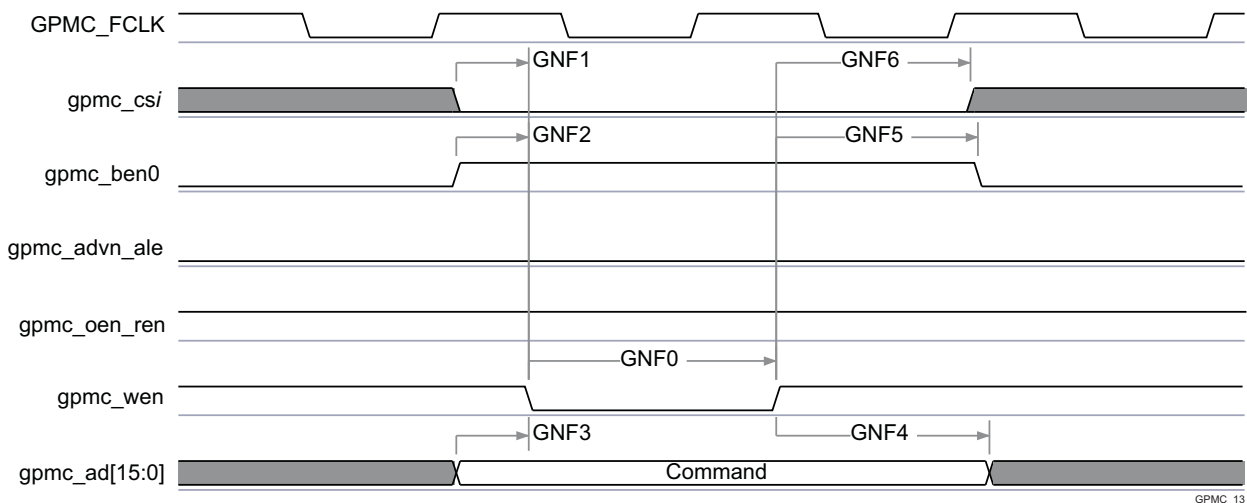 GPMC_FCLK
GNF1
GNF6
gpmc_csi
GNF2
GNF5
gpmc_ben0
gpmc_advn_ale
gpmc_oen_ren
GNF0
gpmc_wen
GNF3
GNF4
gpmc_ad[15:0]
Command
GPMC_13